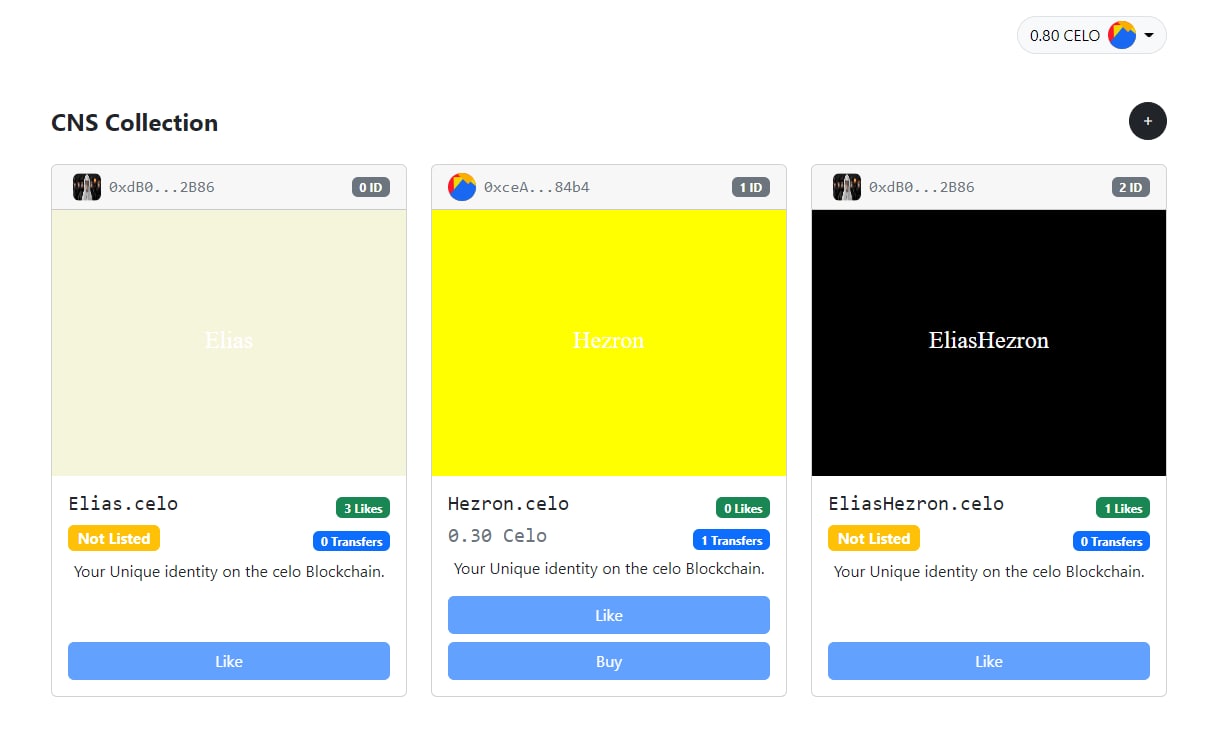 0.80 CELO
CNS Collection
+
0xdB0...2B86
0 ID
Elias
Elias.celo
3 Likes
Not Listed
0 Transfers
Your Unique identity on the celo Blockchain.
Like
0xceA...84b4
1 ID
Hezron
Hezron.celo
0 Likes
0.30 Celo
1 Transfers
Your Unique identity on the celo Blockchain.
Like
Buy
0xdB0...2B86
2 ID
EliasHezron
EliasHezron.celo
1 Likes
Not Listed
0 Transfers
Your Unique identity on the celo Blockchain.
Like